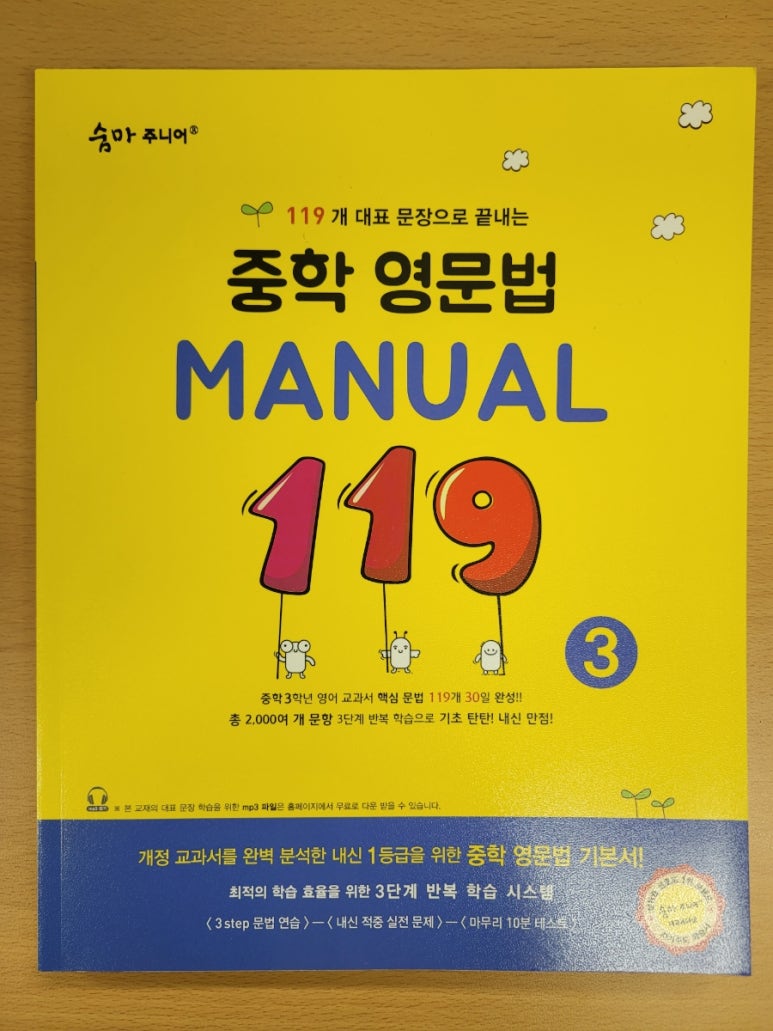 숨마 주니어®
119개 대표 문장으로 끝내는
중학 영문법
MANUAL
119
3
중학 3학년 영어 교과서 핵심 문법 119개 30일 완성!!
총 2,000여 개 문항 3단계 반복 학습으로 기초 탄탄! 내신 만점!
※ 본 교재의 대표 문장 학습을 위한 mp3 파일은 홈페이지에서 무료로 다운 받을 수 있습니다.
개정 교과서를 완벽 분석한 내신 1등급을 위한 중학 영문법 기본서!
최적의 학습 효율을 위한 3단계 반복 학습 시스템
〈 3 step 문법 연습 〉―〈 내신 적중 실전 문제 〉―〈 마무리 10분 테스트 〉
숨마 주니어